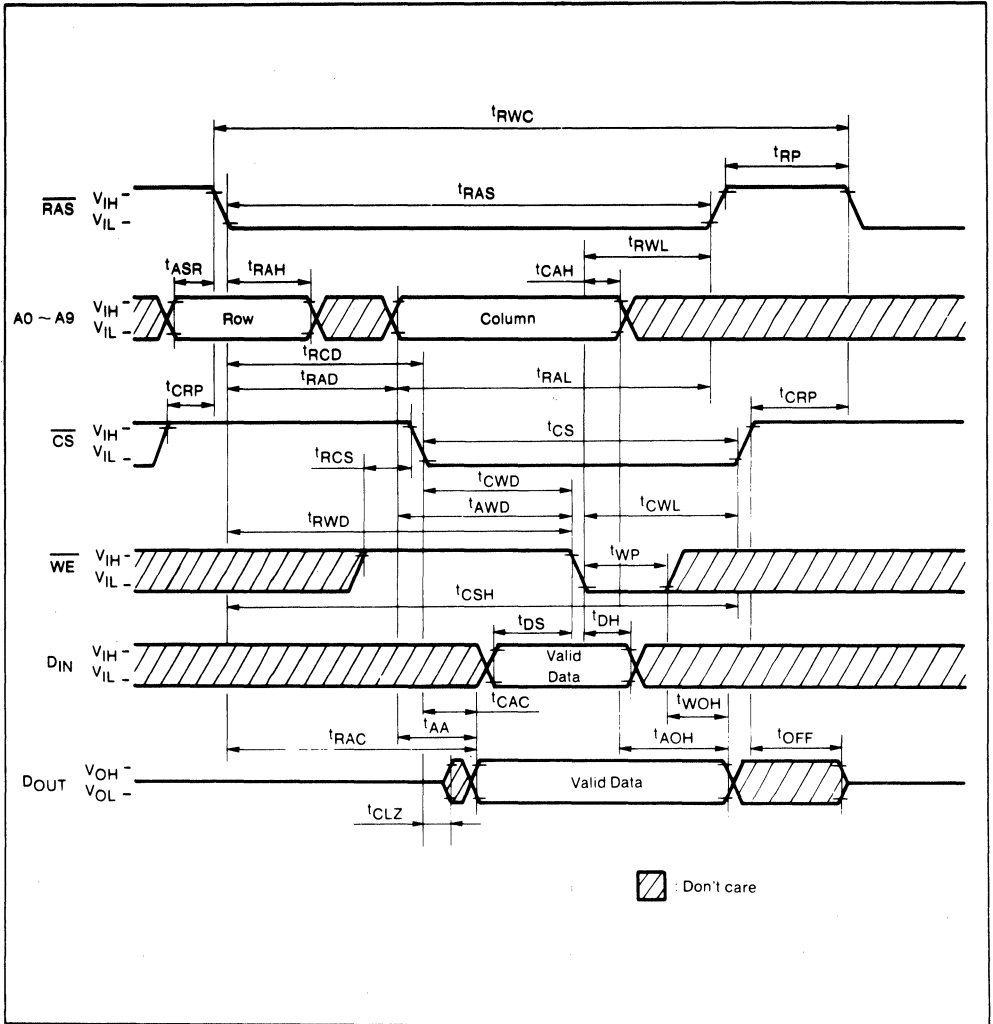 tRWC
tRP
tRAS
RAS VIH
VIL
tRWL
tASR tRAH tCAH
A0 ~ A9 VIH
VIL
Row Column
tRCD
tRAD tRAL
tCRP tCRP
CS VIH
VIL
tCS
tRCS
tCWD
tAWD tCWL
tRWD
WE VIH
VIL
tWP
tCSH
tDS tDH
DIN VIH
VIL
Valid
Data
tCAC tWOH
tAA
tRAC tAOH tOFF
DOUT VOH
VOL
Valid Data
tCLZ
: Don't care